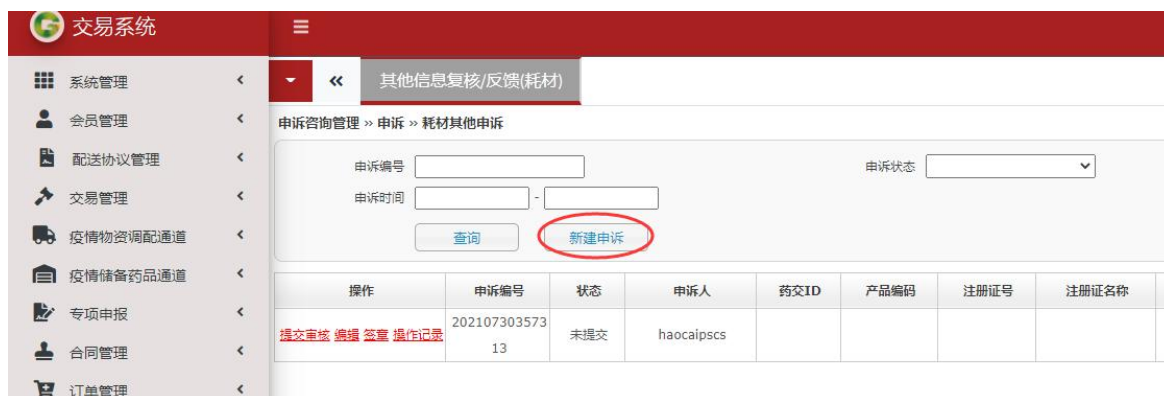 交易系统
系统管理
会员管理
配送协议管理
交易管理
疫情物资调配通道
疫情储备药品通道
专项申报
合同管理
订单管理
其他信息复核/反馈(耗材)
申诉咨询管理 » 申诉 » 耗材其他申诉
申诉编号
申诉状态
申诉时间 -
查询 新建申诉
操作 申诉编号 状态 申诉人 药交ID 产品编码 注册证号 注册证名称
提交审核 编辑 签章 操作记录 202107303573 未提交 haocaipscs
13